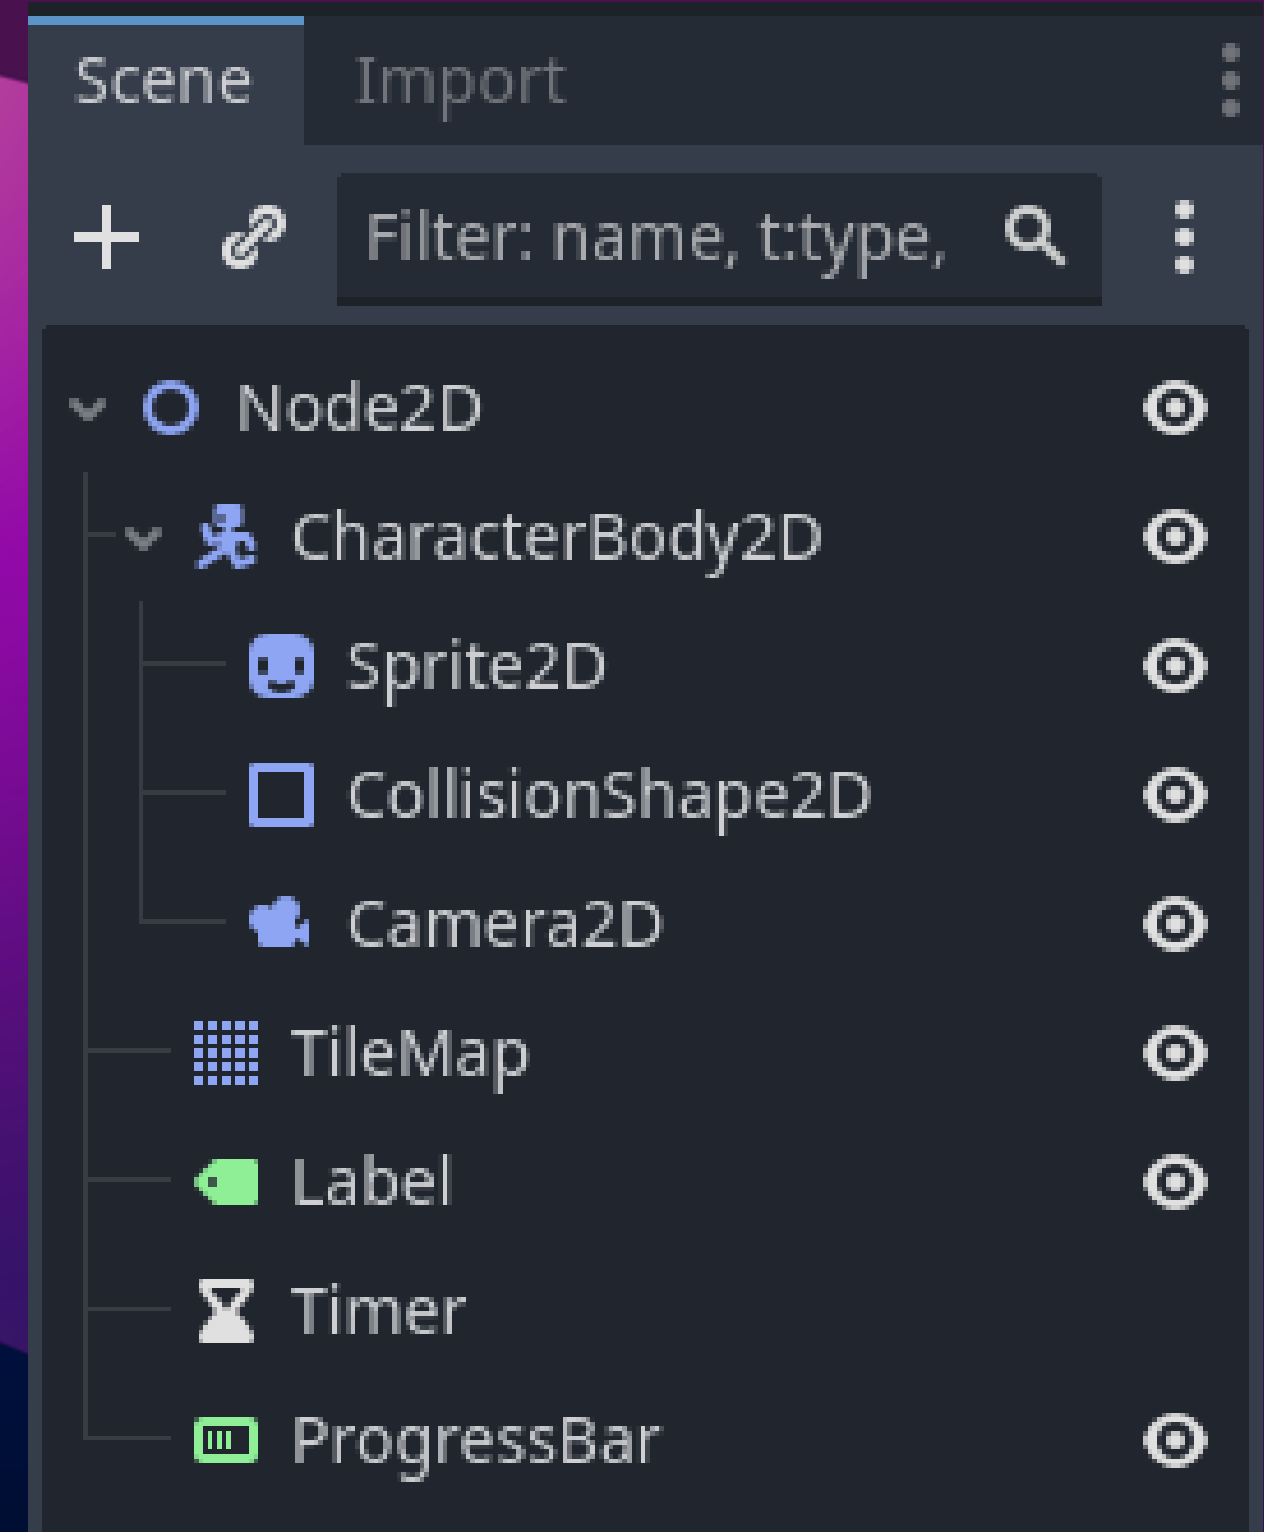 Scene Import
Filter: name, t:type,
Node2D
CharacterBody2D
Sprite2D
CollisionShape2D
Camera2D
TileMap
Label
Timer
ProgressBar